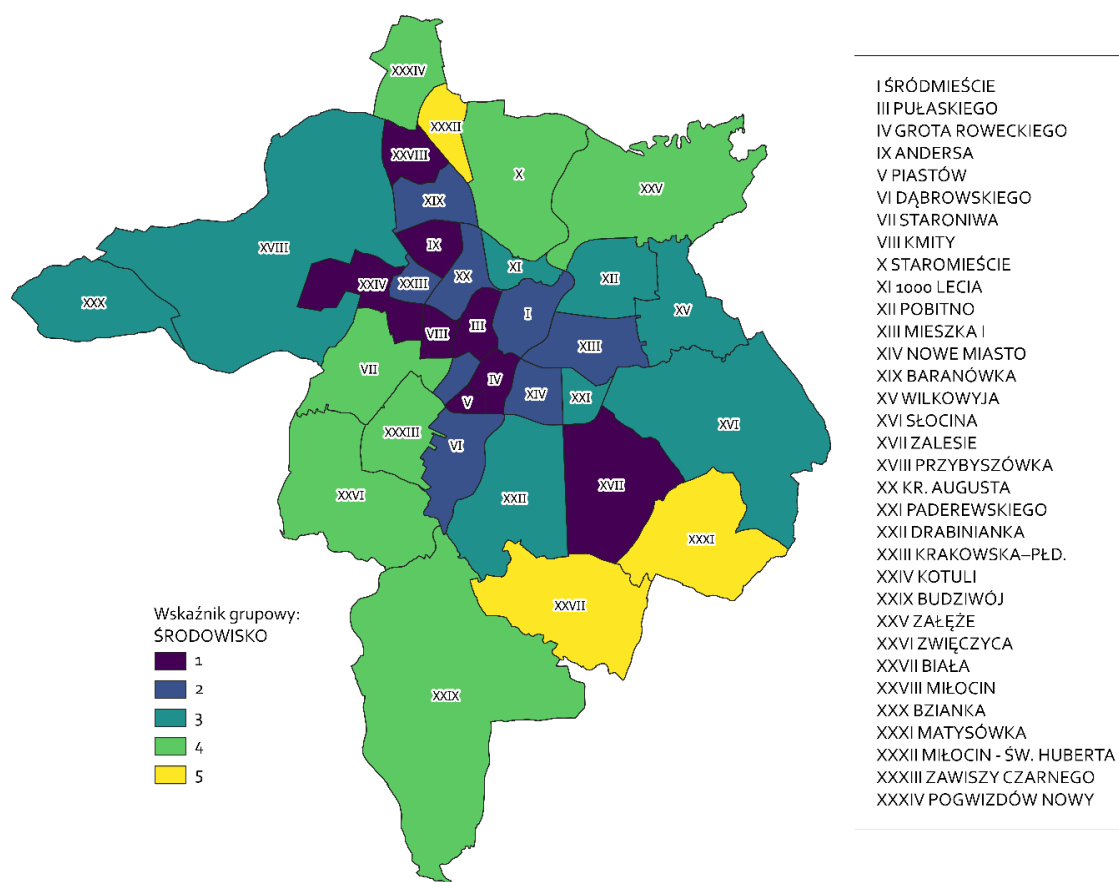 XXXIV
XXXII
XXVIII
X
XXV
XIX
IX
XVIII
XI
XII
XX
XXIV
XXIII
XXX
XV
I
III
VIII
XIII
VII
IV
XIV
XXI
V
XVI
XXXIII
VI
XVII
XXVI
XXII
XXXI
XXVII
XXIX
Wskaźnik grupowy:
ŚRODOWISKO
1
2
3
4
5
I ŚRÓDMIEŚCIE
III PUŁASKIEGO
IV GROTA ROWECKIEGO
IX ANDERSA
V PIASTÓW
VI DĄBROWSKIEGO
VII STARONIWA
VIII KMITY
X STAROMIEŚCIE
XI 1000 LECIA
XII POBITNO
XIII MIESZKA I
XIV NOWE MIASTO
XIX BARANÓWKA
XV WILKOWYJA
XVI SŁOCINA
XVII ZALESIE
XVIII PRZYBYSZÓWKA
XX KR. AUGUSTA
XXI PADEREWSKIEGO
XXII DRABINIANKA
XXIII KRAKOWSKA–PŁD.
XXIV KOTULI
XXIX BUDZIWÓJ
XXV ZAŁĘŻE
XXVI ZWIĘCZYCA
XXVII BIAŁA
XXVIII MIŁOCIN
XXX BZIANKA
XXXI MATYSÓWKA
XXXII MIŁOCIN - ŚW. HUBERTA
XXXIII ZAWISZY CZARNEGO
XXXIV POGWIZDÓW NOWY